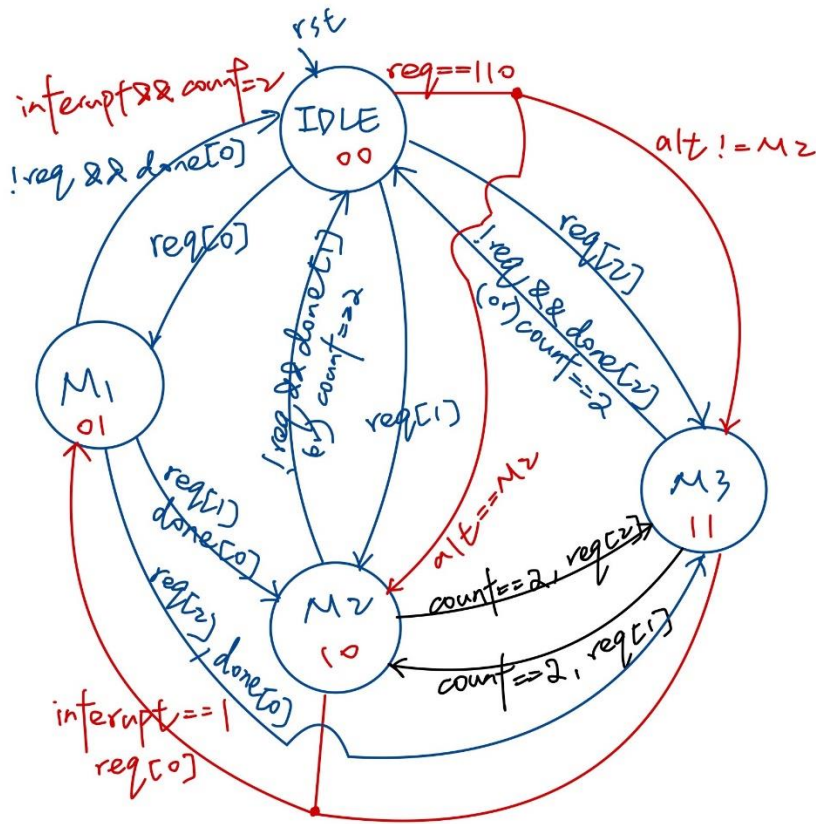 rst
interupt && count=2
req==110
IDLE
00
alt != M2
!req && done[0]
req[0]
req[2]
!req && done[2]
(or) count==2
!req && done[1]
(or) count==2
req[1]
M1
01
M3
11
req[1]
done[0]
alt==M2
count==2, req[2]
M2
10
req[2], done[0]
count==2, req[1]
interupt==1
req[0]